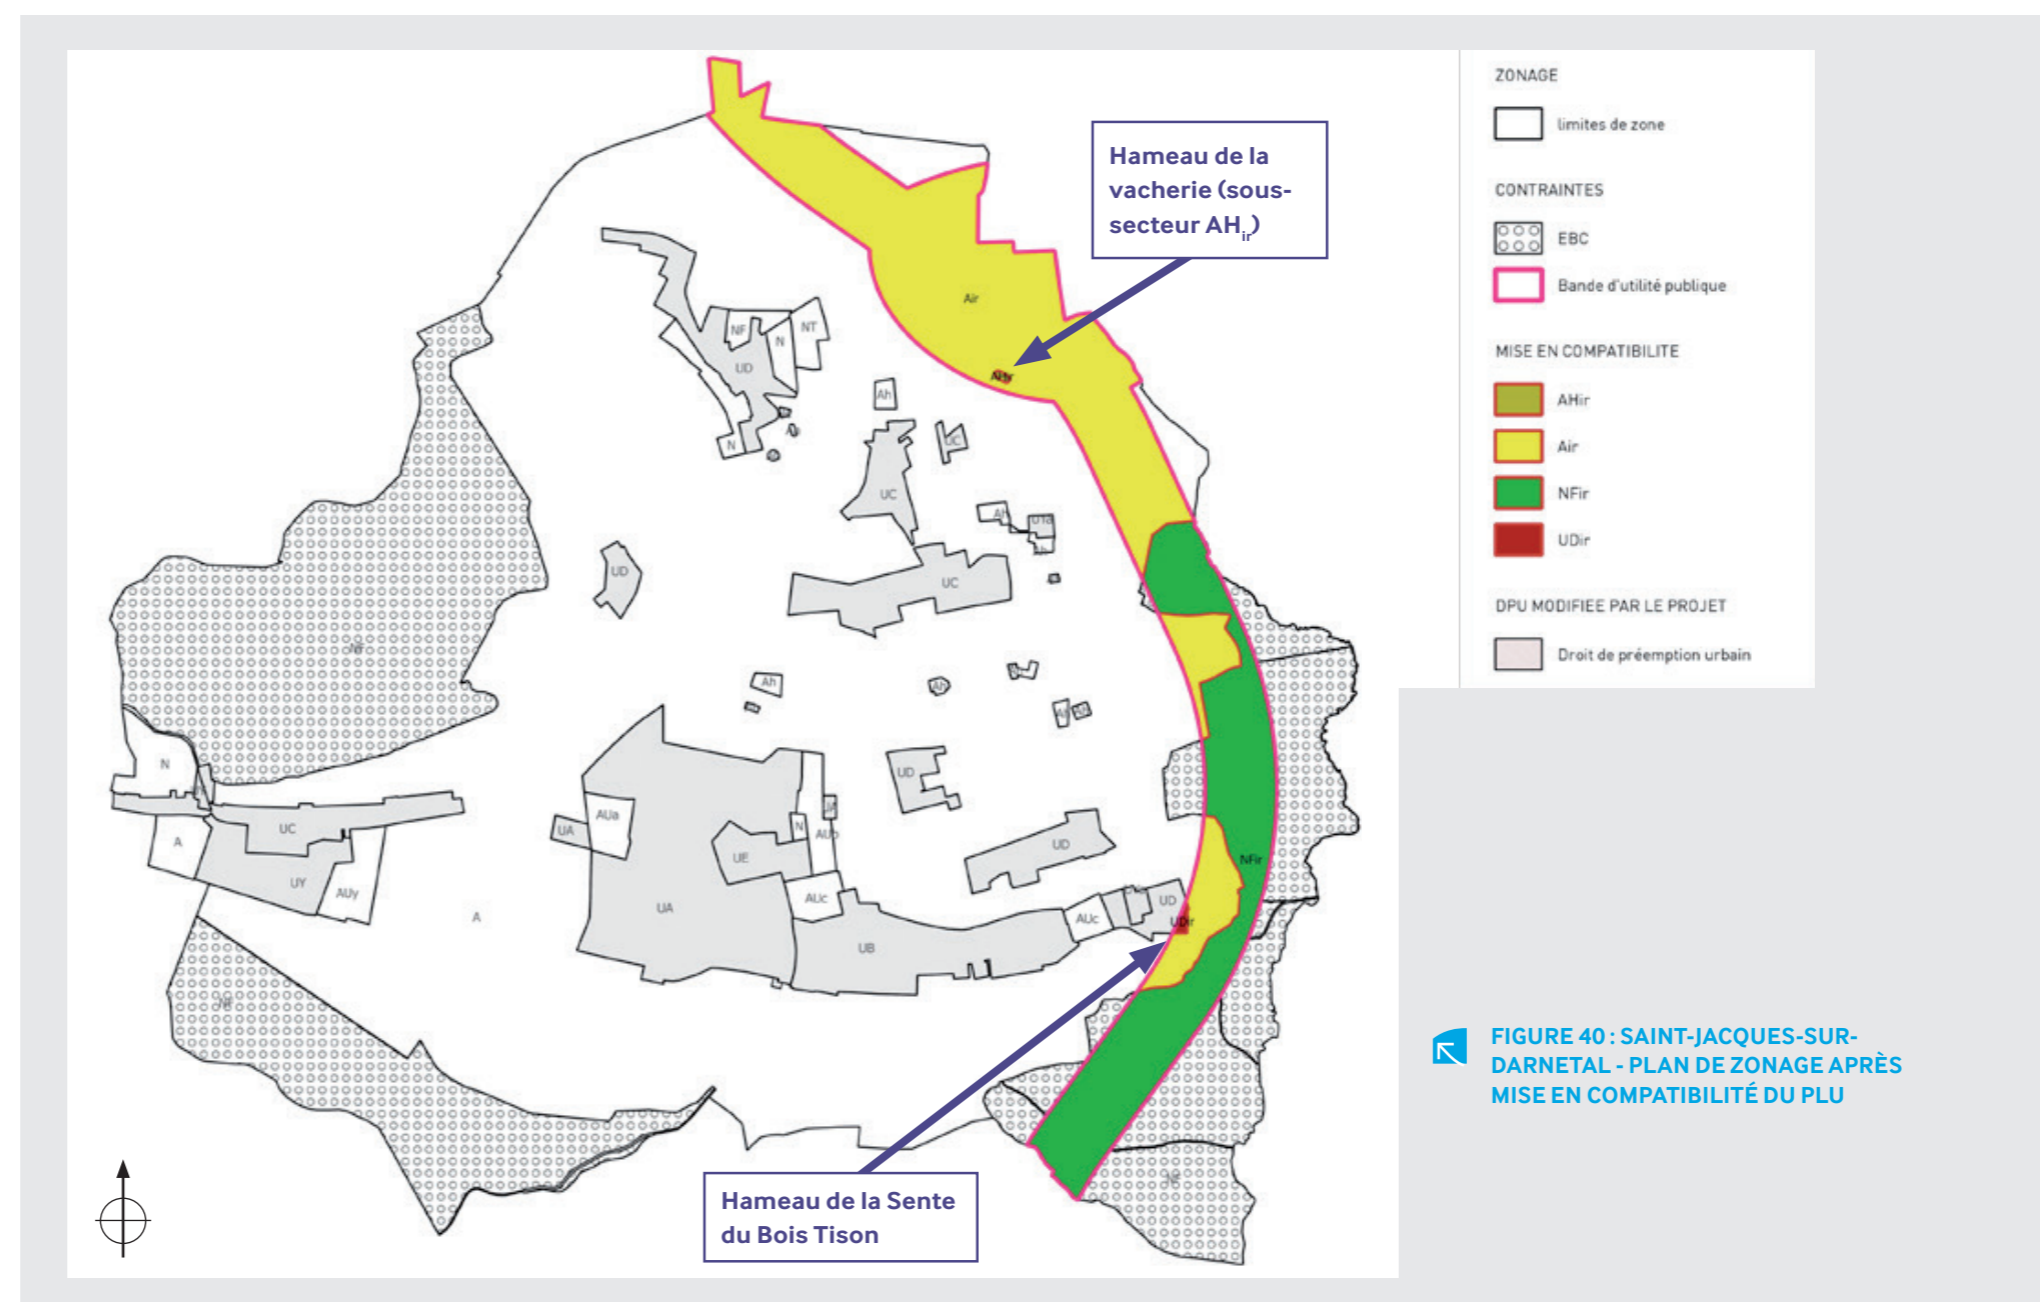 ZONAGE
limites de zone
CONTRAINTES
EBC
Bande d'utilité publique
MISE EN COMPATIBILITE
AHir
Air
NFir
UDir
DPU MODIFIEE PAR LE PROJET
Droit de préemption urbain
Hameau de la
vacherie (sous-
secteur AHir)
Air
NF
NT
N
UD
Ah
N
UC
UC
Ah
UD
UC
NF
Ah
Ah
N
UD
AUa
UA
UA
N
UC
A
UE
UD
NFir
UY
AUy
AUc
UD
A
UA
AUc
UDir
UB
NF
Hameau de la Sente
du Bois Tison
FIGURE 40 : SAINT-JACQUES-SUR-
DARNETAL - PLAN DE ZONAGE APRÈS
MISE EN COMPATIBILITÉ DU PLU